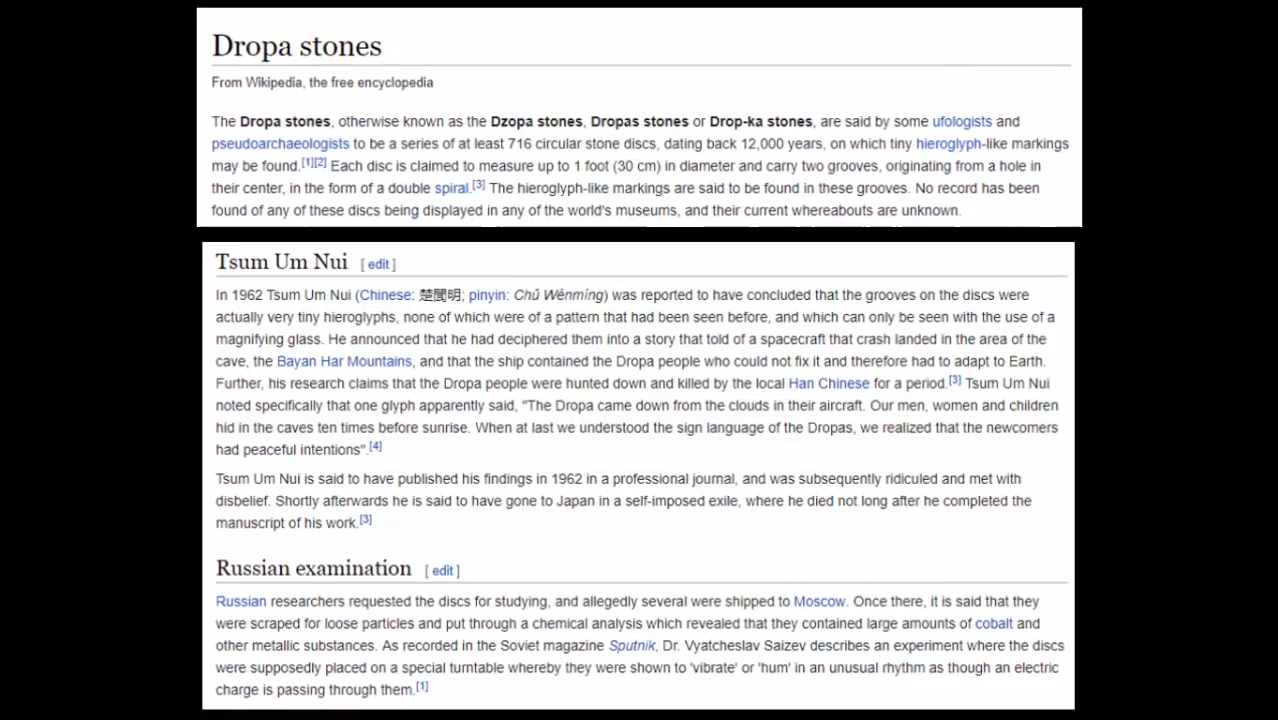 Dropa stones
From Wikipedia, the free encyclopedia
The Dropa stones, otherwise known as the Dzopa stones, Dropas stones or Drop-ka stones, are said by some ufologists and
pseudoarchaeologists to be a series of at least 716 circular stone discs, dating back 12,000 years, on which tiny hieroglyph-like markings
may be found.[1][2] Each disc is claimed to measure up to 1 foot (30 cm) in diameter and carry two grooves, originating from a hole in
their center, in the form of a double spiral.[3] The hieroglyph-like markings are said to be found in these grooves. No record has been
found of any of these discs being displayed in any of the world's museums, and their current whereabouts are unknown.
Tsum Um Nui [ edit ]
In 1962 Tsum Um Nui (Chinese: 楚聞明; pinyin: Chǔ Wénmíng) was reported to have concluded that the grooves on the discs were
actually very tiny hieroglyphs, none of which were of a pattern that had been seen before, and which can only be seen with the use of a
magnifying glass. He announced that he had deciphered them into a story that told of a spacecraft that crash landed in the area of the
cave, the Bayan Har Mountains, and that the ship contained the Dropa people who could not fix it and therefore had to adapt to Earth.
Further, his research claims that the Dropa people were hunted down and killed by the local Han Chinese for a period.[3] Tsum Um Nui
noted specifically that one glyph apparently said, "The Dropa came down from the clouds in their aircraft. Our men, women and children
hid in the caves ten times before sunrise. When at last we understood the sign language of the Dropas, we realized that the newcomers
had peaceful intentions".[4]
Tsum Um Nui is said to have published his findings in 1962 in a professional journal, and was subsequently ridiculed and met with
disbelief. Shortly afterwards he is said to have gone to Japan in a self-imposed exile, where he died not long after he completed the
manuscript of his work.[3]
Russian examination [ edit ]
Russian researchers requested the discs for studying, and allegedly several were shipped to Moscow. Once there, it is said that they
were scraped for loose particles and put through a chemical analysis which revealed that they contained large amounts of cobalt and
other metallic substances. As recorded in the Soviet magazine Sputnik, Dr. Vyatcheslav Saizev describes an experiment where the discs
were supposedly placed on a special turntable whereby they were shown to 'vibrate' or 'hum' in an unusual rhythm as though an electric
charge is passing through them.[1]